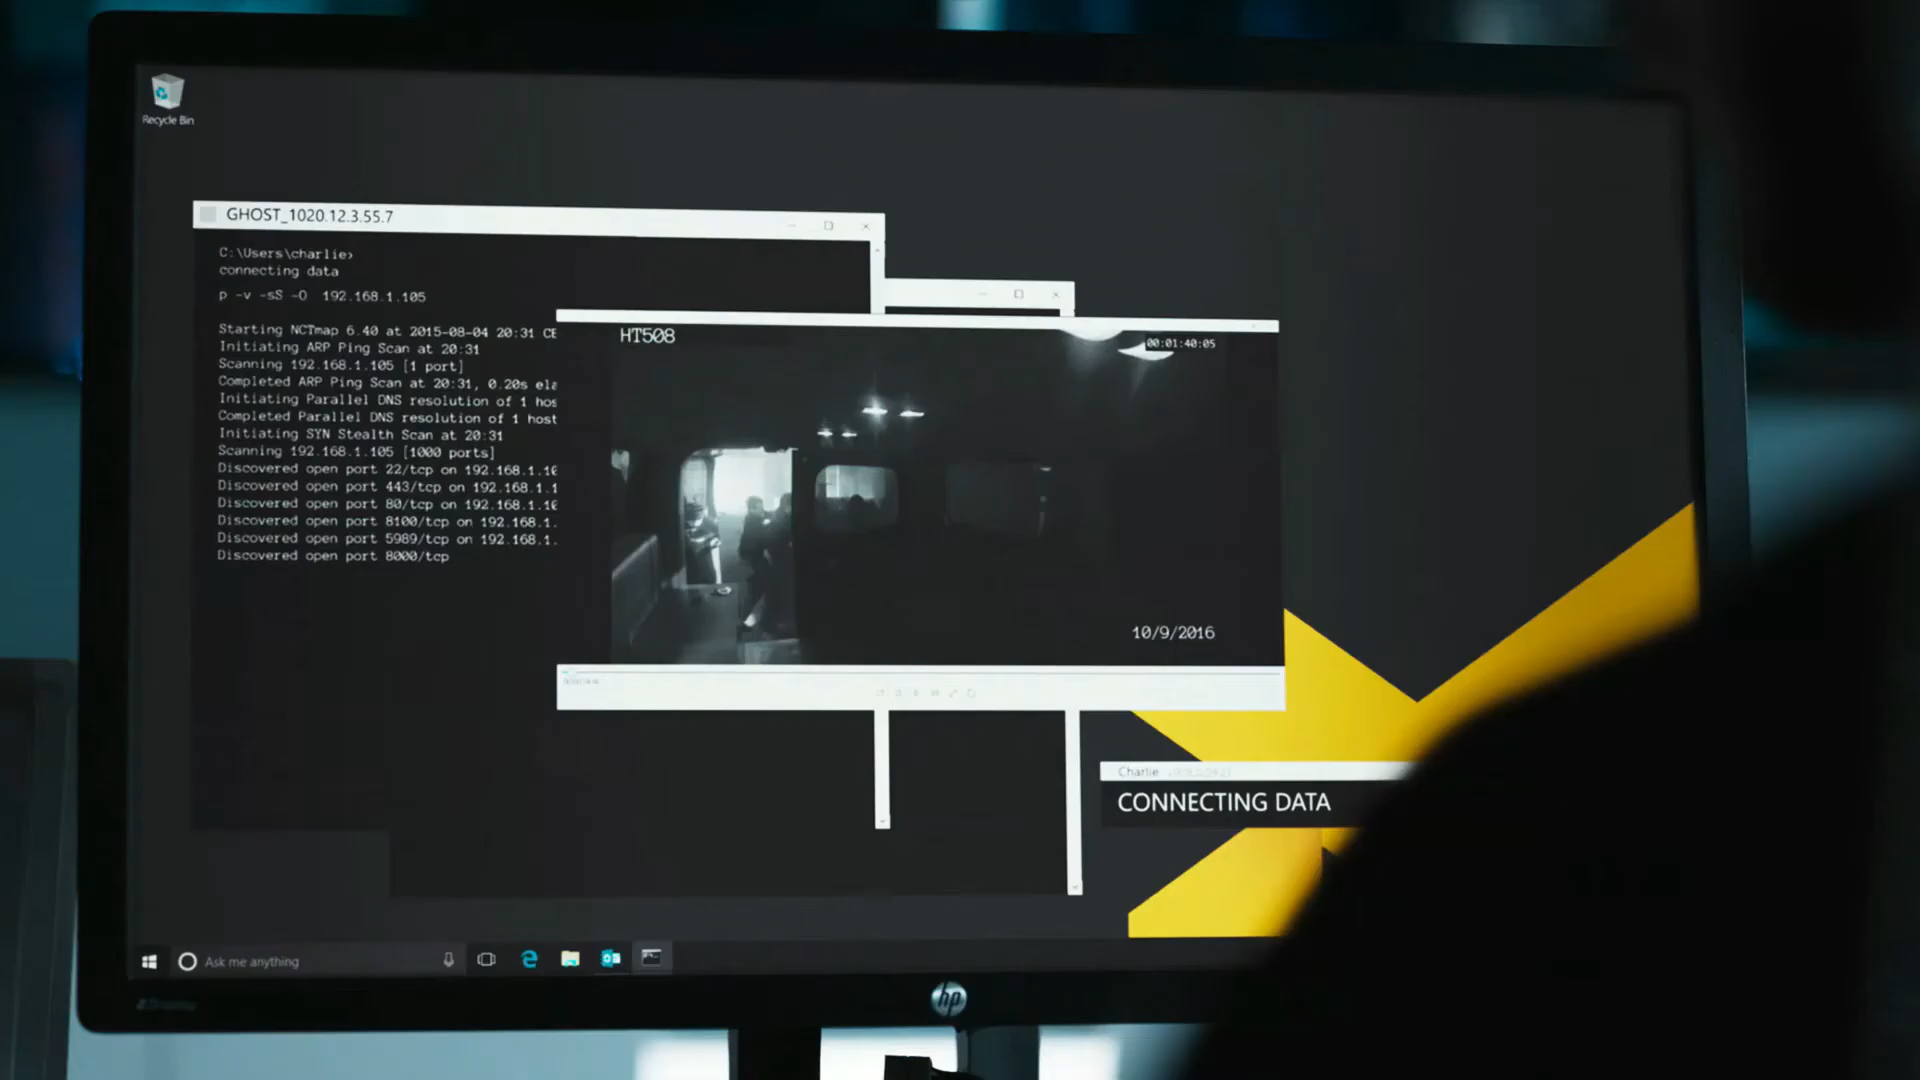 Recycle Bin
GHOST_1020.12.3.55.7
C:\Users\charlie>
connecting data
p -v -sS -O 192.168.1.105
Starting NCTmap 6.40 at 2015-08-04 20:31 CE
Initiating ARP Ping Scan at 20:31
Scanning 192.168.1.105 [1 port]
Completed ARP Ping Scan at 20:31, 0.20s ela
Initiating Parallel DNS resolution of 1 hos
Completed Parallel DNS resolution of 1 host
Initiating SYN Stealth Scan at 20:31
Scanning 192.168.1.105 [1000 ports]
Discovered open port 22/tcp on 192.168.1.10
Discovered open port 443/tcp on 192.168.1.1
Discovered open port 80/tcp on 192.168.1.10
Discovered open port 8100/tcp on 192.168.1.
Discovered open port 5989/tcp on 192.168.1.
Discovered open port 8000/tcp
HT508
00:01:40:05
10/9/2016
Charlie
CONNECTING DATA
Ask me anything
hp